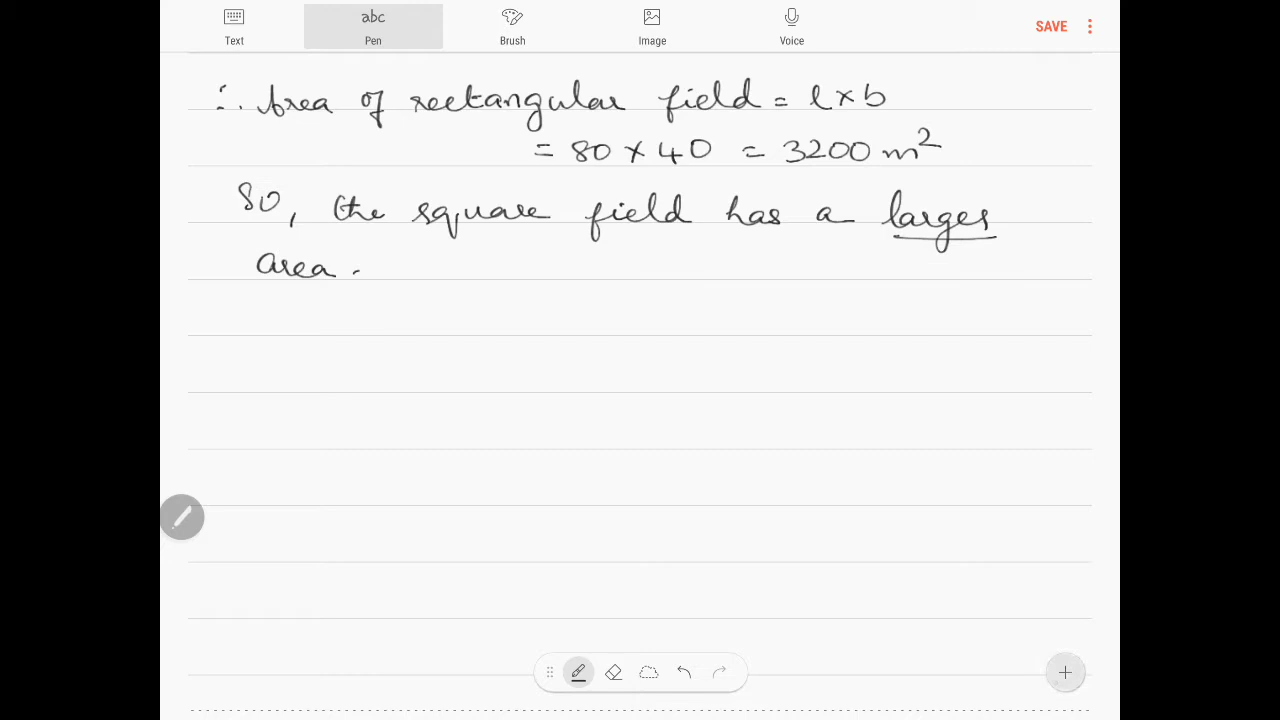 abc
Text
Pen
Brush
Image
Voice
SAVE
∴ Area of rectangular field = l × b
= 80 × 40 = 3200 m²
So, the square field has a larger
area.